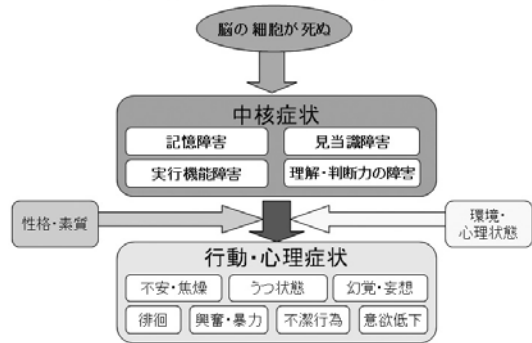 脳の細胞が死ぬ
中核症状
記憶障害
見当識障害
実行機能障害
理解・判断力の障害
性格・素質
環境・
心理状態
行動・心理症状
不安・焦燥
うつ状態
幻覚・妄想
徘徊
興奮・暴力
不潔行為
意欲低下